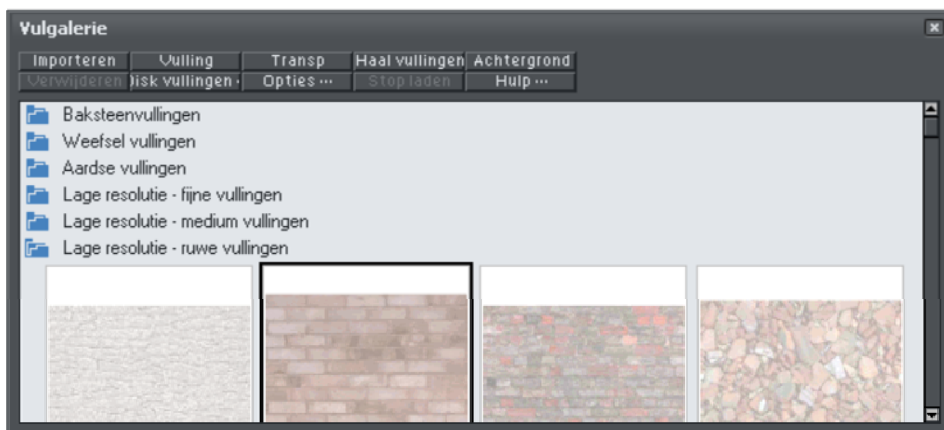 Vulgalerie
Importeren Vulling Transp Haal vullingen Achtergrond
Verwijderen Disk vullingen Opties ... Stop laden Hulp ...
Baksteenvullingen
Weefsel vullingen
Aardse vullingen
Lage resolutie - fijne vullingen
Lage resolutie - medium vullingen
Lage resolutie - ruwe vullingen